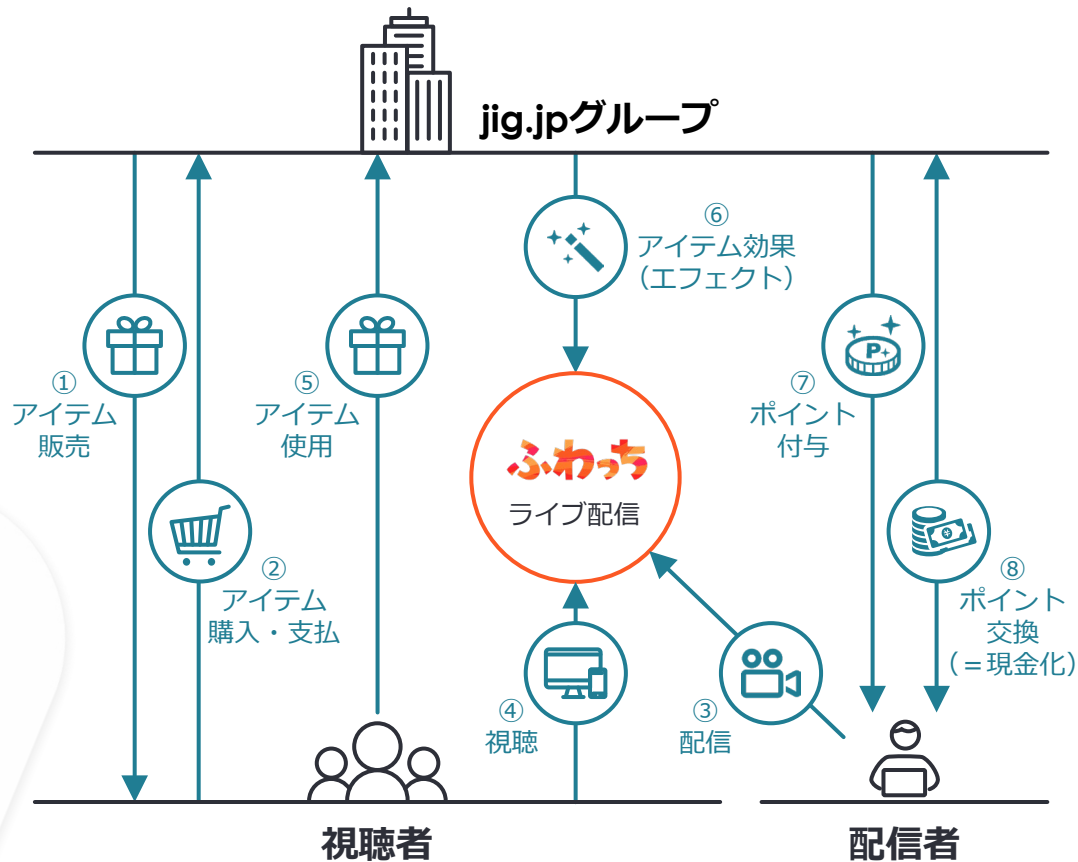 jig.jpグループ
①
アイテム
販売
②
アイテム
購入・支払
⑤
アイテム
使用
⑥
アイテム効果
（エフェクト）
ふわっち
ライブ配信
④
視聴
③
配信
P+
⑦
ポイント
付与
⑧
ポイント
交換
（＝現金化）
視聴者
配信者